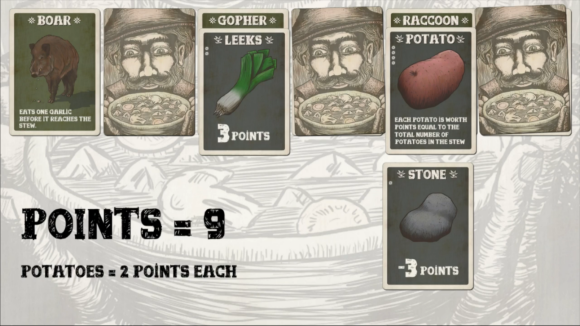 BOAR
EATS ONE GARLIC
BEFORE IT REACHES THE
STEW.
GOPHER
LEEKS
3 POINTS
RACCOON
POTATO
EACH POTATO IS WORTH
POINTS EQUAL TO THE
TOTAL NUMBER OF
POTATOES IN THE STEW
STONE
-3 POINTS
POINTS = 9
POTATOES = 2 POINTS EACH